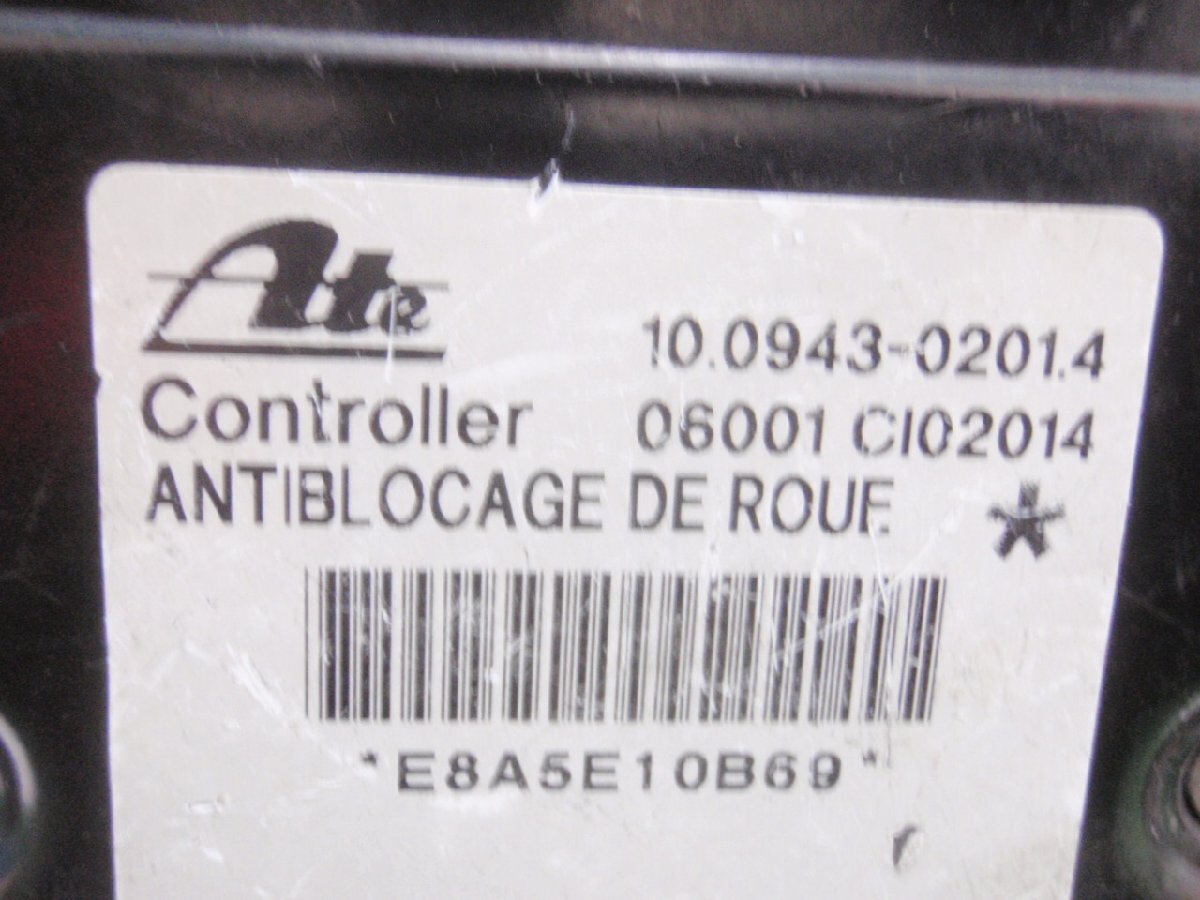 Ate
10.0943-0201.4
Controller 06001 CI02014
ANTIBLOCAGE DE ROUE *
*E8A5E10B69*